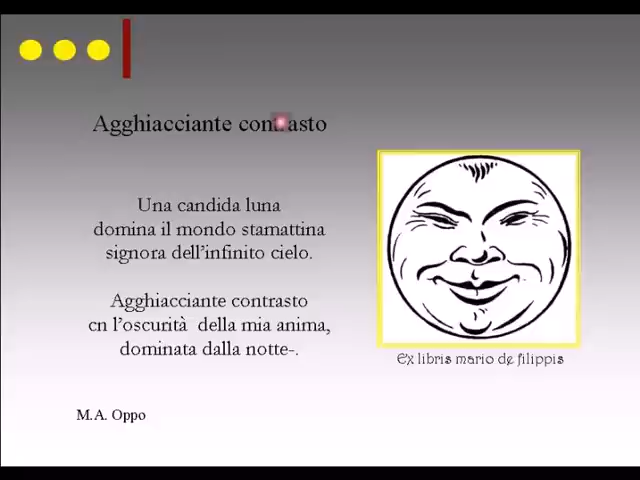 Agghiacciante contrasto
Una candida luna
domina il mondo stamattina
signora dell'infinito cielo.
Agghiacciante contrasto
cn l'oscurità della mia anima,
dominata dalla notte-.
Ex libris mario de filippis
M.A. Oppo